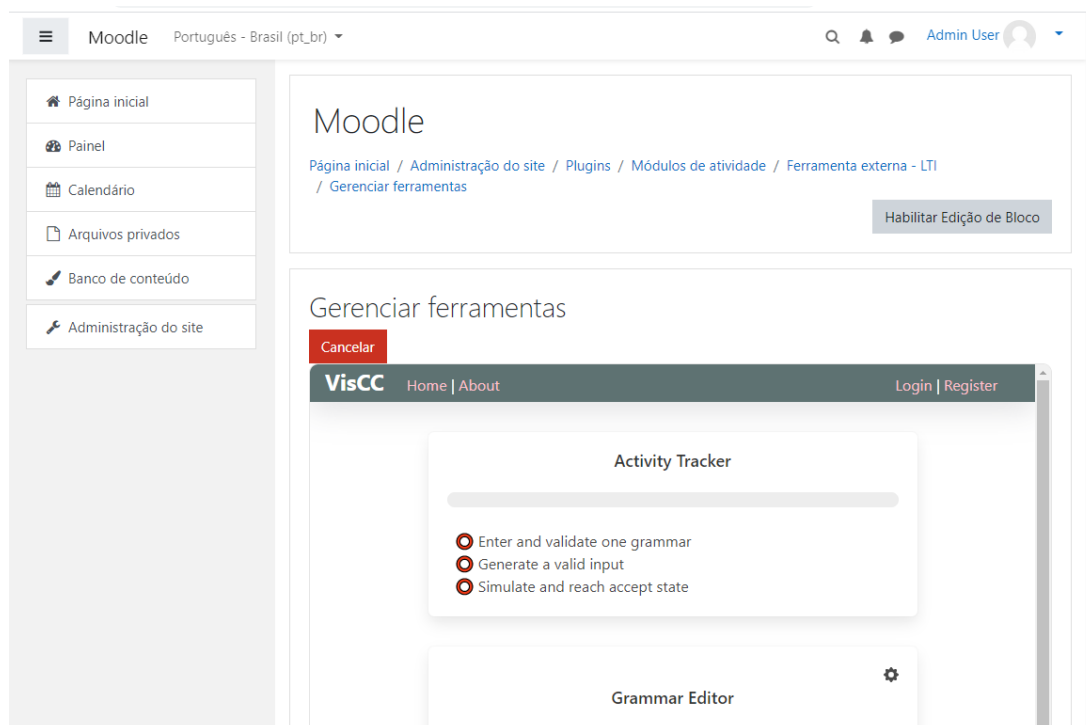 Moodle Português - Brasil (pt_br) Admin User
Página inicial
Painel
Calendário
Arquivos privados
Banco de conteúdo
Administração do site
Moodle
Página inicial / Administração do site / Plugins / Módulos de atividade / Ferramenta externa - LTI
/ Gerenciar ferramentas
Habilitar Edição de Bloco
Gerenciar ferramentas
Cancelar
VisCC Home | About Login | Register
Activity Tracker
Enter and validate one grammar
Generate a valid input
Simulate and reach accept state
Grammar Editor